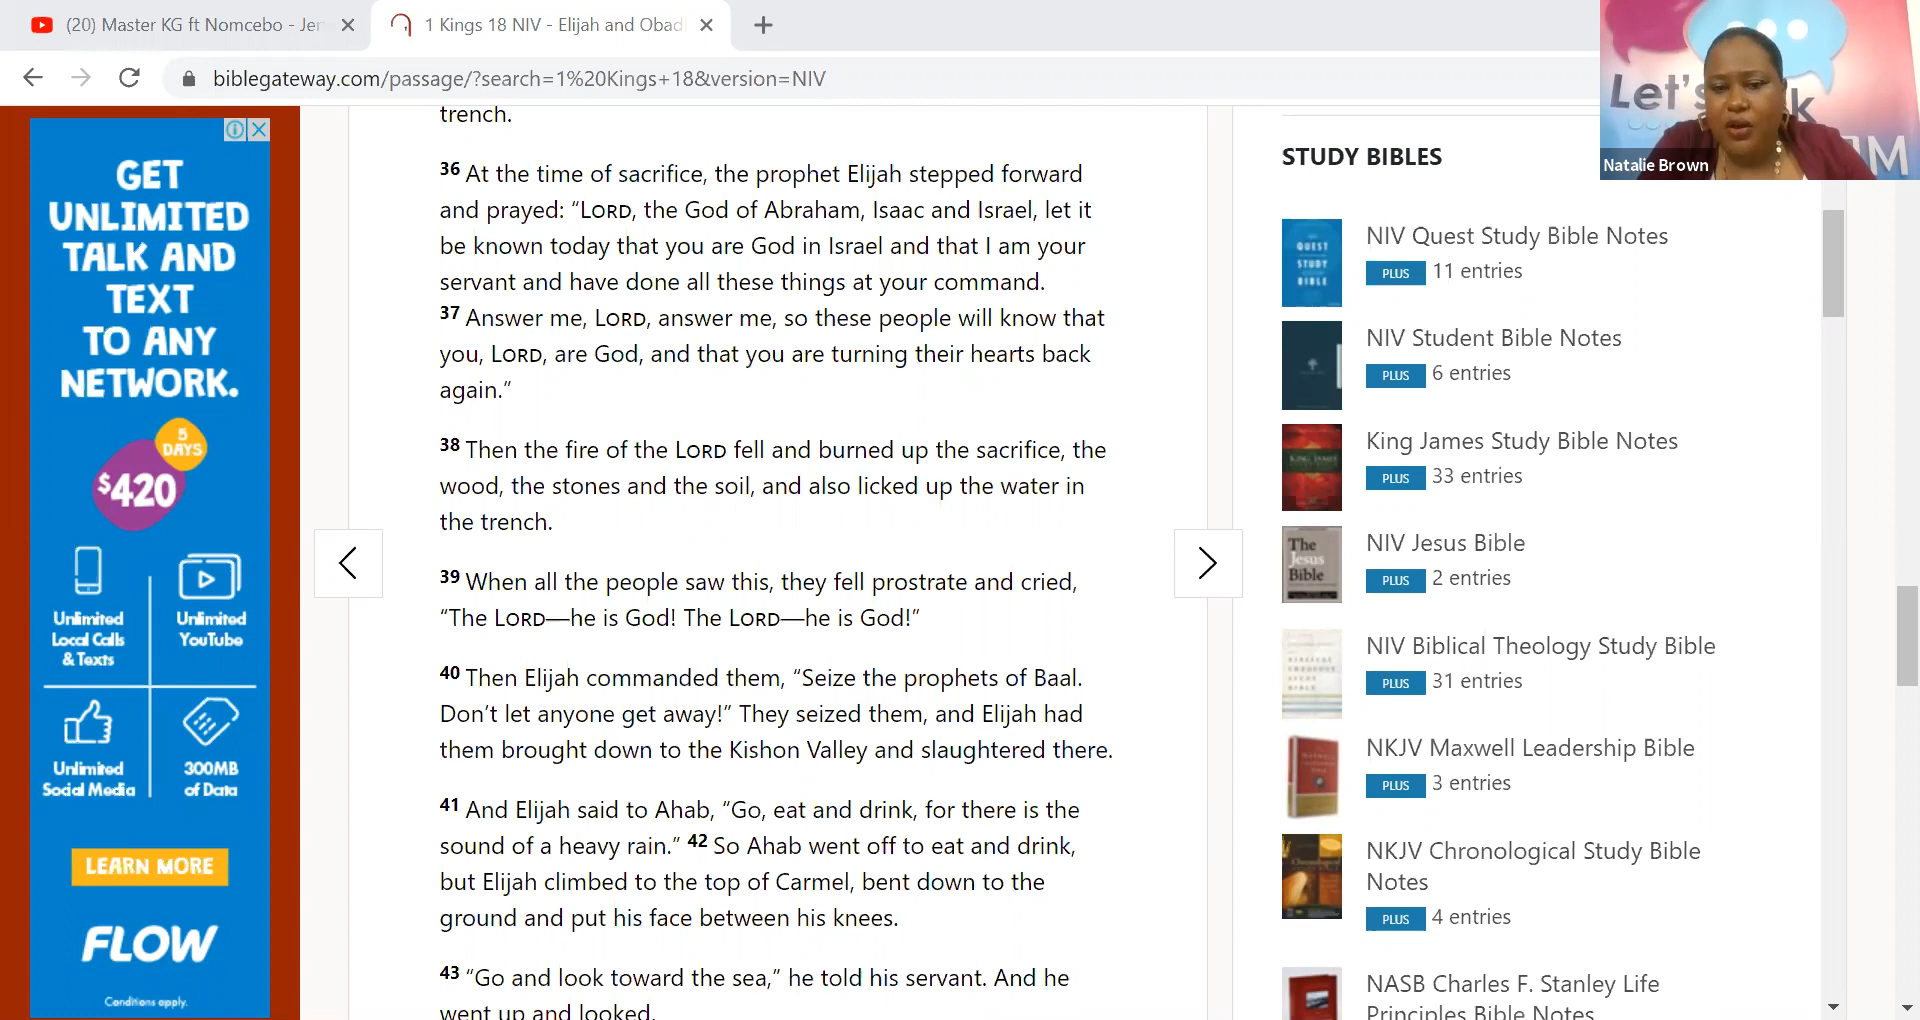 (20) Master KG ft Nomcebo - Jer
1 Kings 18 NIV - Elijah and Obad
biblegateway.com/passage/?search=1%20Kings+18&version=NIV
Let's
k
M
Natalie Brown
GET
UNLIMITED
TALK AND
TEXT
TO ANY
NETWORK.
5
DAYS
$420
Unlimited
Local Calls
& Texts
Unlimited
YouTube
Unlimited
Social Media
300MB
of Data
LEARN MORE
FLOW
Conditions apply.
trench.
36 At the time of sacrifice, the prophet Elijah stepped forward
and prayed: “LORD, the God of Abraham, Isaac and Israel, let it
be known today that you are God in Israel and that I am your
servant and have done all these things at your command.
37 Answer me, LORD, answer me, so these people will know that
you, LORD, are God, and that you are turning their hearts back
again.”
38 Then the fire of the LORD fell and burned up the sacrifice, the
wood, the stones and the soil, and also licked up the water in
the trench.
39 When all the people saw this, they fell prostrate and cried,
“The LORD—he is God! The LORD—he is God!”
40 Then Elijah commanded them, “Seize the prophets of Baal.
Don’t let anyone get away!” They seized them, and Elijah had
them brought down to the Kishon Valley and slaughtered there.
41 And Elijah said to Ahab, “Go, eat and drink, for there is the
sound of a heavy rain.” 42 So Ahab went off to eat and drink,
but Elijah climbed to the top of Carmel, bent down to the
ground and put his face between his knees.
43 “Go and look toward the sea,” he told his servant. And he
went up and looked.
STUDY BIBLES
QUEST
STUDY
BIBLE
NIV Quest Study Bible Notes
PLUS 11 entries
NIV Student Bible Notes
PLUS 6 entries
KING JAMES
King James Study Bible Notes
PLUS 33 entries
The
Jesus
Bible
NIV Jesus Bible
PLUS 2 entries
NIV Biblical Theology Study Bible
PLUS 31 entries
NKJV Maxwell Leadership Bible
PLUS 3 entries
NKJV Chronological Study Bible
Notes
PLUS 4 entries
NASB Charles F. Stanley Life
Principles Bible Notes